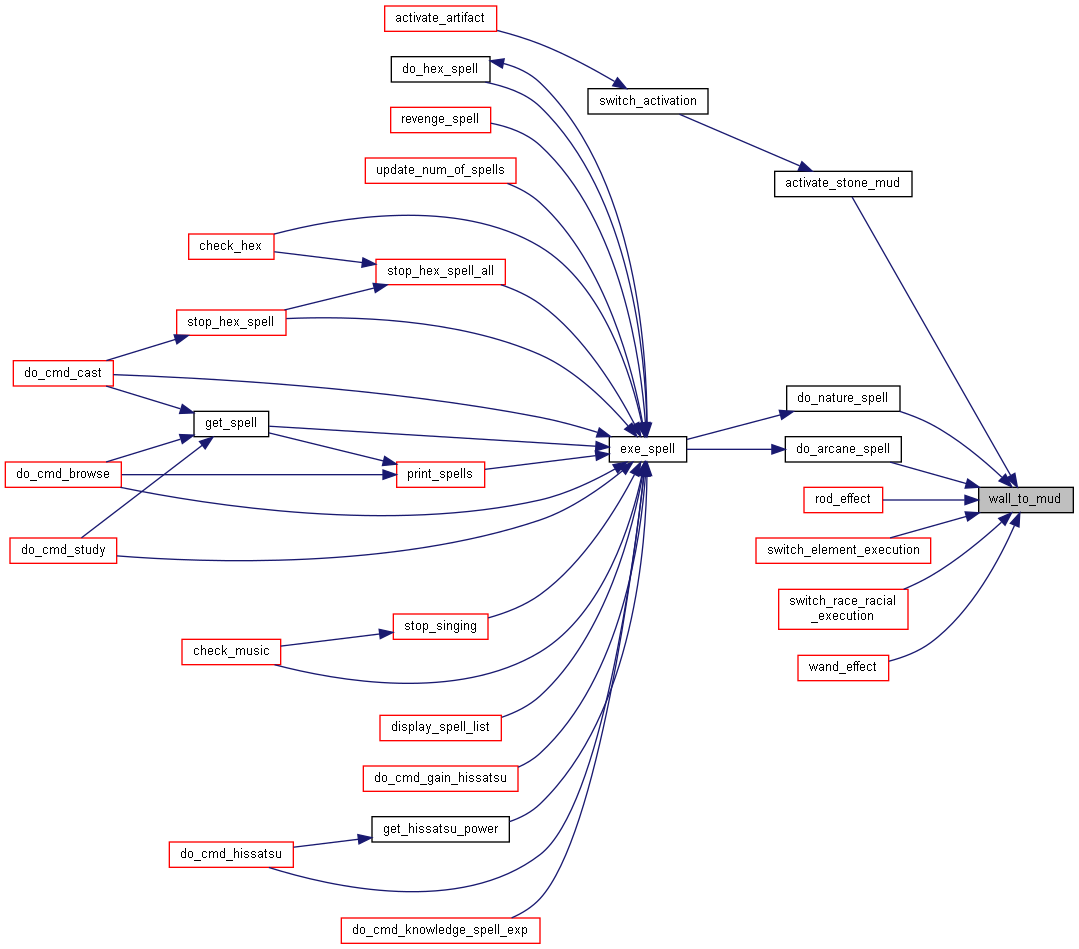 activate_artifact
do_hex_spell
switch_activation
revenge_spell
update_num_of_spells
activate_stone_mud
check_hex
stop_hex_spell_all
stop_hex_spell
do_cmd_cast
do_nature_spell
get_spell
exe_spell
do_arcane_spell
do_cmd_browse
print_spells
rod_effect
wall_to_mud
do_cmd_study
switch_element_execution
switch_race_racial
_execution
stop_singing
check_music
wand_effect
display_spell_list
do_cmd_gain_hissatsu
get_hissatsu_power
do_cmd_hissatsu
do_cmd_knowledge_spell_exp